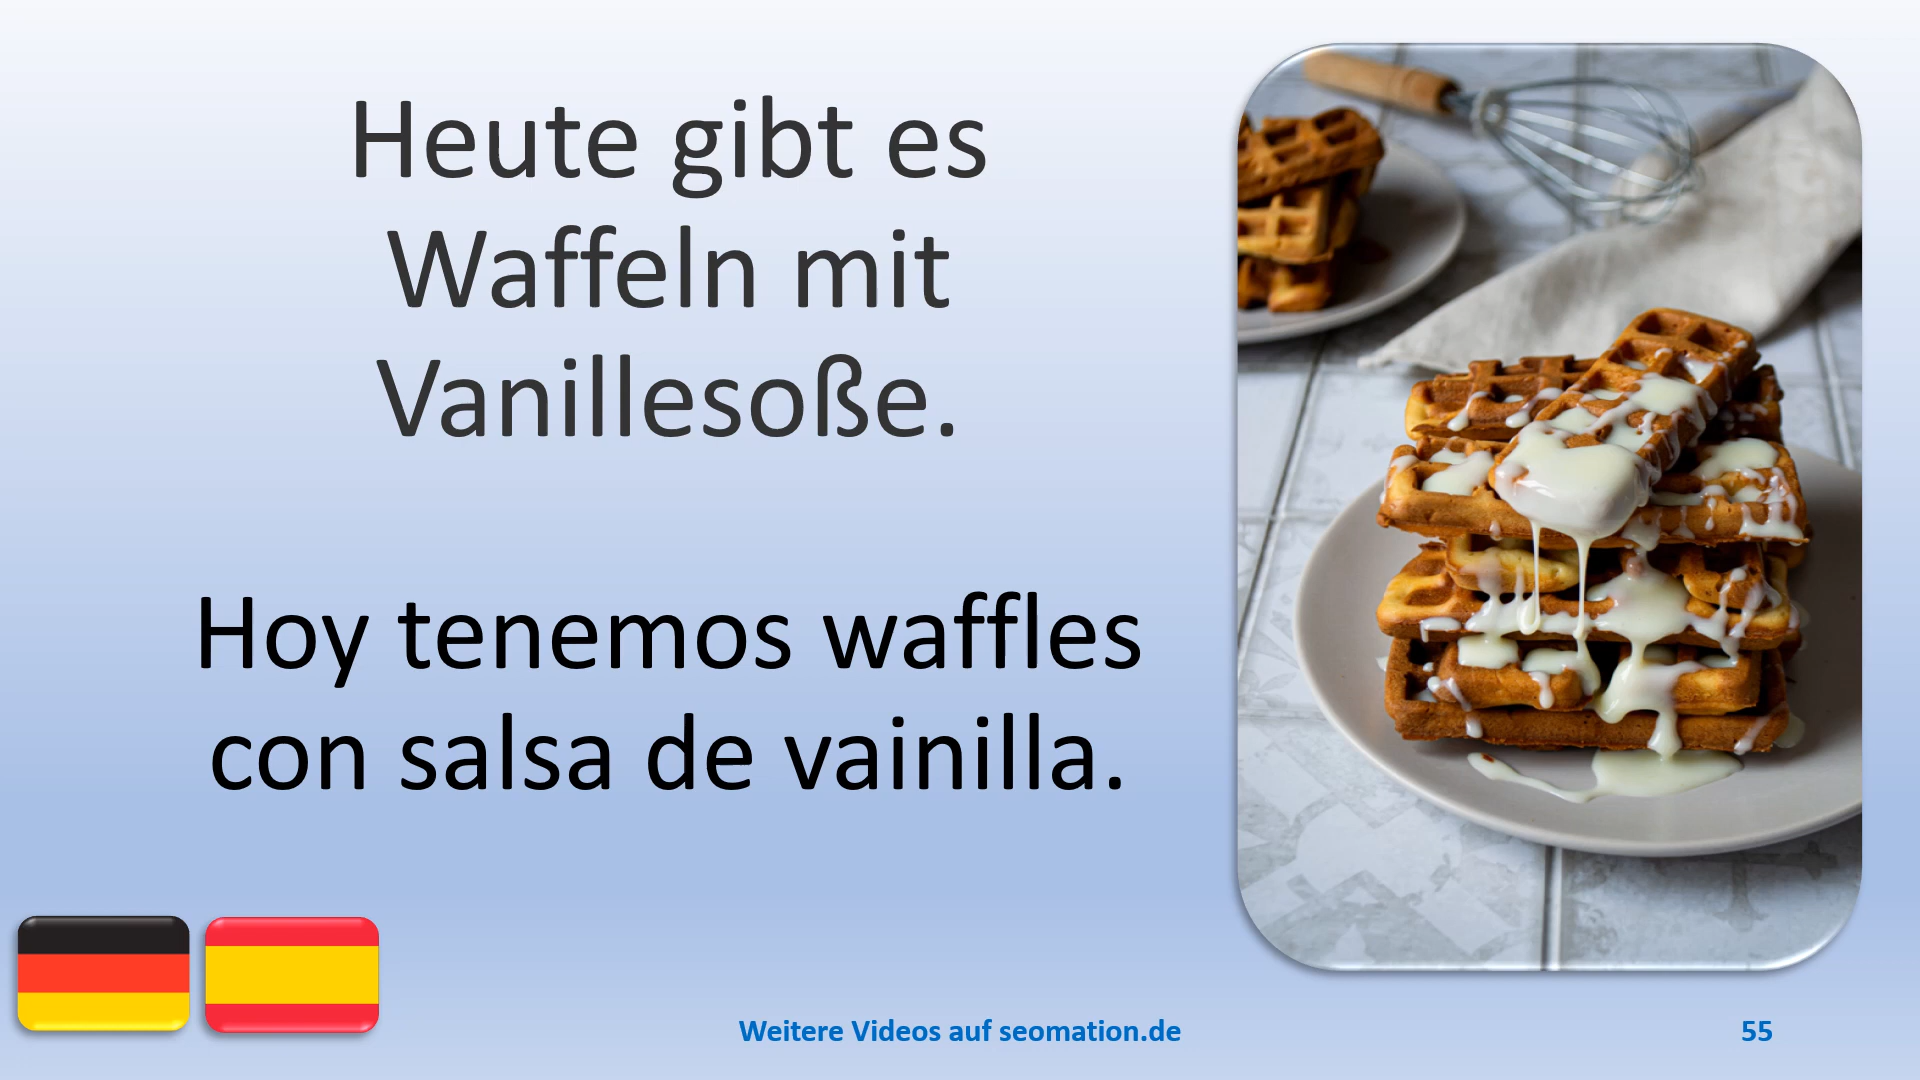 Heute gibt es
Waffeln mit
Vanillesoße.
Hoy tenemos waffles
con salsa de vainilla.
Weitere Videos auf seomation.de
55